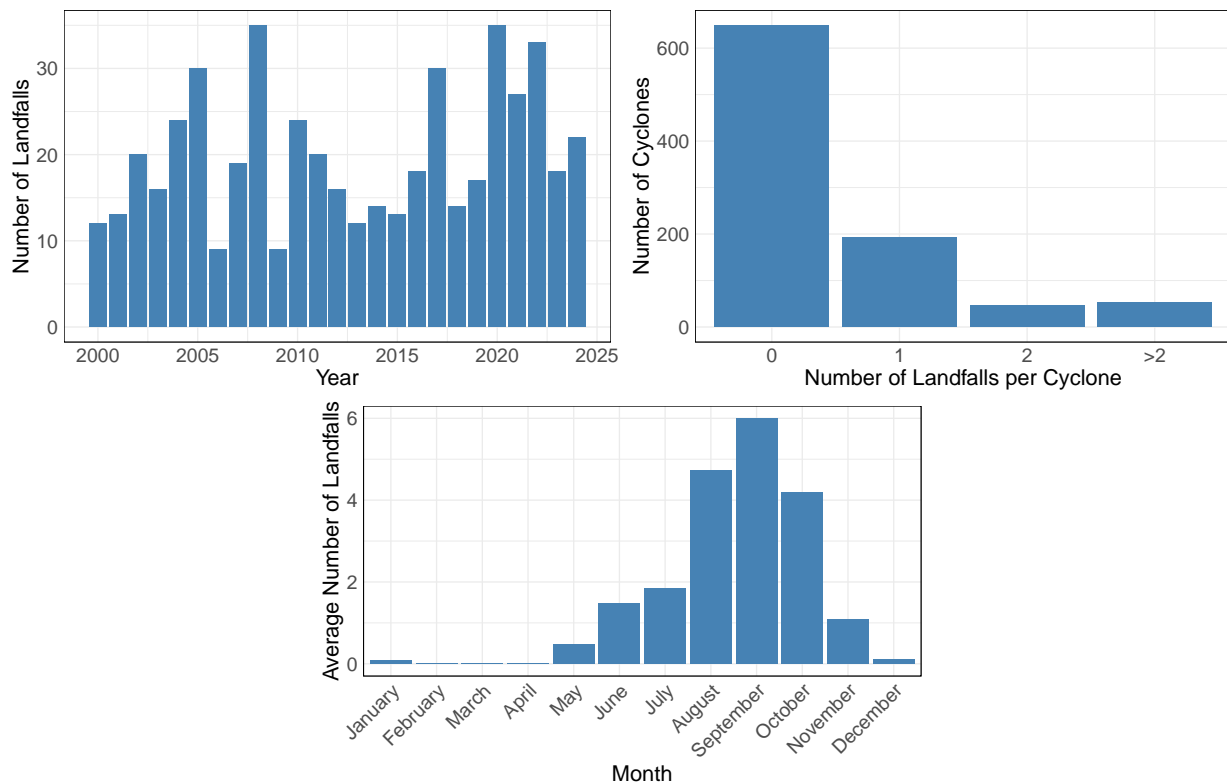 Number of Landfalls
30
20
10
0
2000 2005 2010 2015 2020 2025
Year
Number of Cyclones
600
400
200
0
0 1 2 >2
Number of Landfalls per Cyclone
Average Number of Landfalls
6
4
2
0
January February March April May June July August September October November December
Month